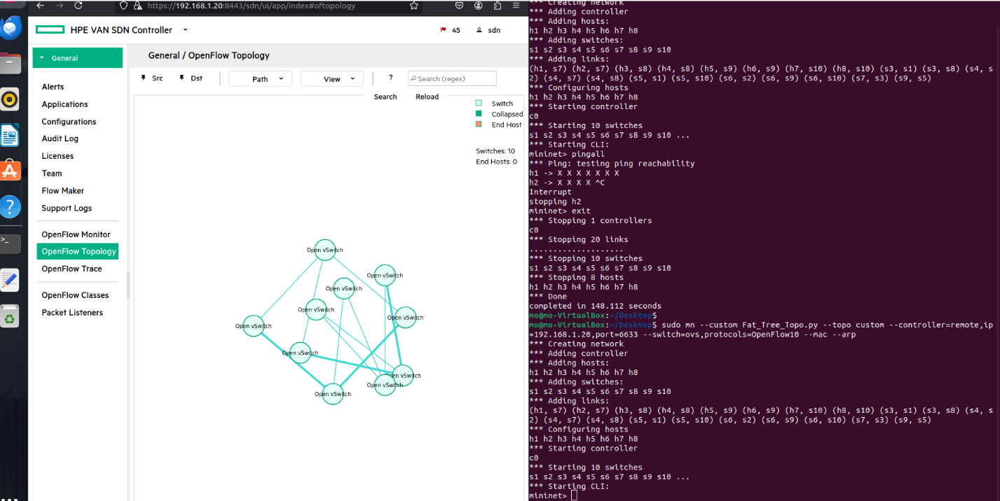 https://192.168.1.20:8443/sdn/ui/app/index#oftopology
HPE VAN SDN Controller
45
sdn
General
General / OpenFlow Topology
Src
Dst
Path
View
?
Search (regex)
Search
Reload
Alerts
Applications
Configurations
Audit Log
Licenses
Team
Flow Maker
Support Logs
OpenFlow Monitor
OpenFlow Topology
OpenFlow Trace
OpenFlow Classes
Packet Listeners
Switch
Collapsed
End Host
Switches: 10
End Hosts: 0
Open vSwitch
Open vSwitch
Open vSwitch
Open vSwitch
Open vSwitch
Open vSwitch
Open vSwitch
Open vSwitch
Open vSwitch
Open vSwitch
*** Creating network
*** Adding controller
*** Adding hosts:
h1 h2 h3 h4 h5 h6 h7 h8
*** Adding switches:
s1 s2 s3 s4 s5 s6 s7 s8 s9 s10
*** Adding links:
(h1, s7) (h2, s7) (h3, s8) (h4, s8) (h5, s9) (h6, s9) (h7, s10) (h8, s10) (s3, s1) (s3, s8) (s4, s
2) (s4, s7) (s4, s8) (s5, s1) (s5, s10) (s6, s2) (s6, s9) (s6, s10) (s7, s3) (s9, s5)
*** Configuring hosts
h1 h2 h3 h4 h5 h6 h7 h8
*** Starting controller
c0
*** Starting 10 switches
s1 s2 s3 s4 s5 s6 s7 s8 s9 s10 ...
*** Starting CLI:
mininet> pingall
*** Ping: testing ping reachability
h1 -> X X X X X X X
h2 -> X X X X ^C
Interrupt
stopping h2
mininet> exit
*** Stopping 1 controllers
c0
*** Stopping 20 links
....................
*** Stopping 10 switches
s1 s2 s3 s4 s5 s6 s7 s8 s9 s10
*** Stopping 8 hosts
h1 h2 h3 h4 h5 h6 h7 h8
*** Done
completed in 148.112 seconds
mo@mo-VirtualBox:~/Desktop$
mo@mo-VirtualBox:~/Desktop$ sudo mn --custom Fat_Tree_Topo.py --topo custom --controller=remote,ip
=192.168.1.20,port=6633 --switch=ovs,protocols=OpenFlow10 --mac --arp
*** Creating network
*** Adding controller
*** Adding hosts:
h1 h2 h3 h4 h5 h6 h7 h8
*** Adding switches:
s1 s2 s3 s4 s5 s6 s7 s8 s9 s10
*** Adding links:
(h1, s7) (h2, s7) (h3, s8) (h4, s8) (h5, s9) (h6, s9) (h7, s10) (h8, s10) (s3, s1) (s3, s8) (s4, s
2) (s4, s7) (s4, s8) (s5, s1) (s5, s10) (s6, s2) (s6, s9) (s6, s10) (s7, s3) (s9, s5)
*** Configuring hosts
h1 h2 h3 h4 h5 h6 h7 h8
*** Starting controller
c0
*** Starting 10 switches
s1 s2 s3 s4 s5 s6 s7 s8 s9 s10 ...
*** Starting CLI:
mininet>